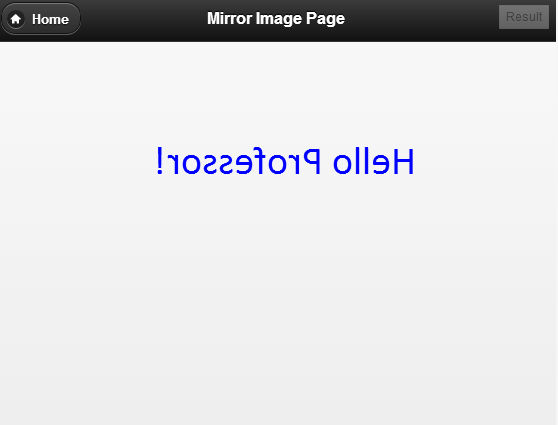 Home
Mirror Image Page
Result
Hello Professor!